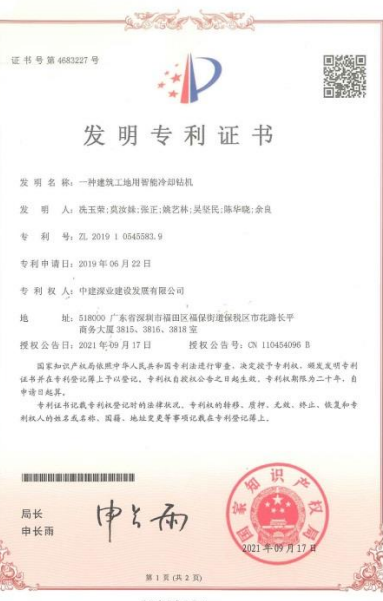 证书号第4683227号
发明专利证书
发 明 名 称：一种建筑工地用智能冷却钻机
发 明 人：冼玉荣;莫汝妹;张正;姚艺林;吴坚民;陈华晓;余良
专 利 号：ZL 2019 1 0545583.9
专利申请日：2019年06月22日
专 利 权 人：中建深业建设发展有限公司
地 址：518000 广东省深圳市福田区福保街道保税区市花路长平
商务大厦 3815、3816、3818室
授权公告日：2021年09月17日 授权公告号：CN 110454096 B
国家知识产权局依照中华人民共和国专利法进行审查，决定授予专利权，颁发发明专利
证书并在专利登记簿上予以登记。专利权自授权公告之日起生效。专利权期限为二十年，自
申请日起算。
专利证书记载专利权登记时的法律状况。专利权的转移、质押、无效、终止、恢复和专
利权人的姓名或名称、国籍、地址变更等事项记载在专利登记簿上。
局长
申长雨
申长雨
国家知识产权局
2021年09月17日
第 1 页 (共 2 页)